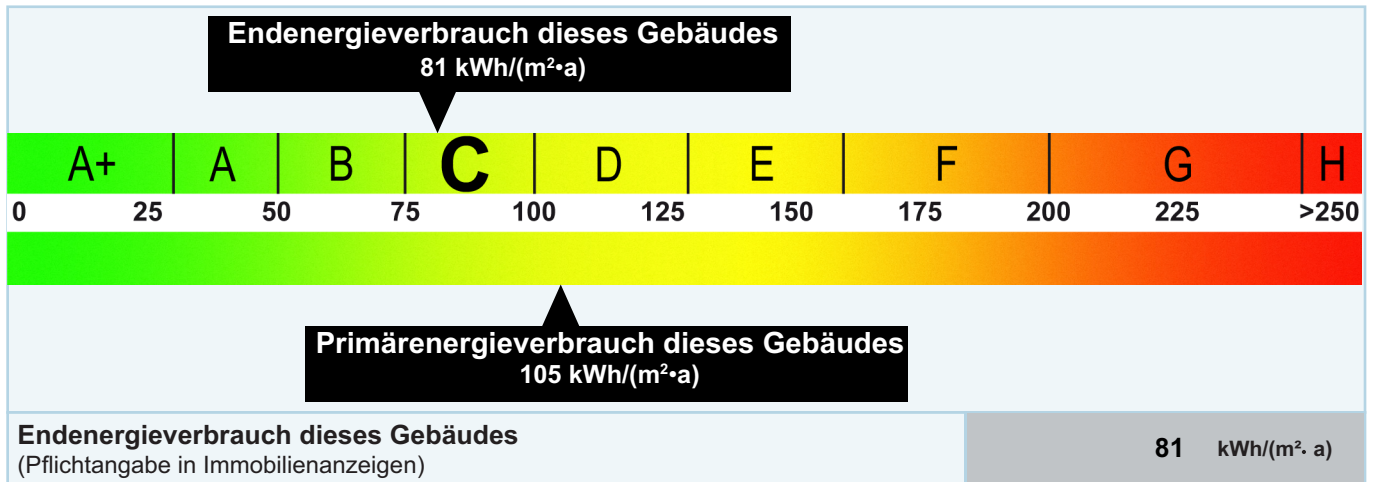 Endenergieverbrauch dieses Gebäudes
81 kWh/(m²•a)
A+ A B C D E F G H
0 25 50 75 100 125 150 175 200 225 >250
Primärenergieverbrauch dieses Gebäudes
105 kWh/(m²•a)
Endenergieverbrauch dieses Gebäudes
(Pflichtangabe in Immobilienanzeigen)
81 kWh/(m²· a)